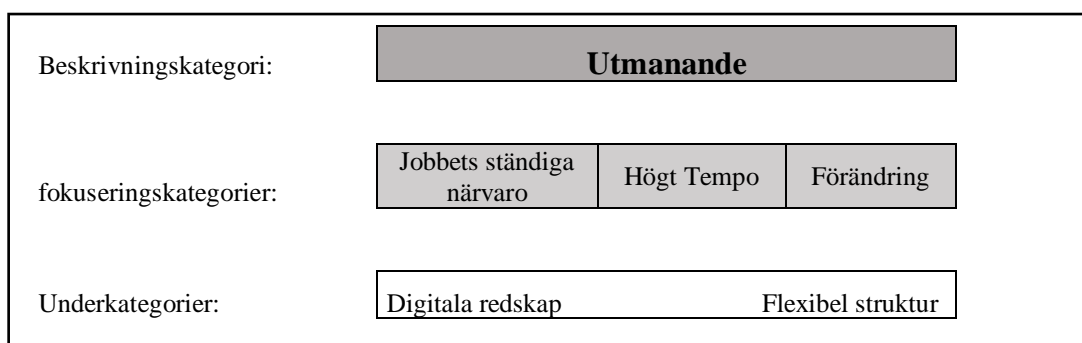 Beskrivningskategori: Utmanande
fokuseringskategorier: Jobbets ständiga närvaro Högt Tempo Förändring
Underkategorier: Digitala redskap Flexibel struktur